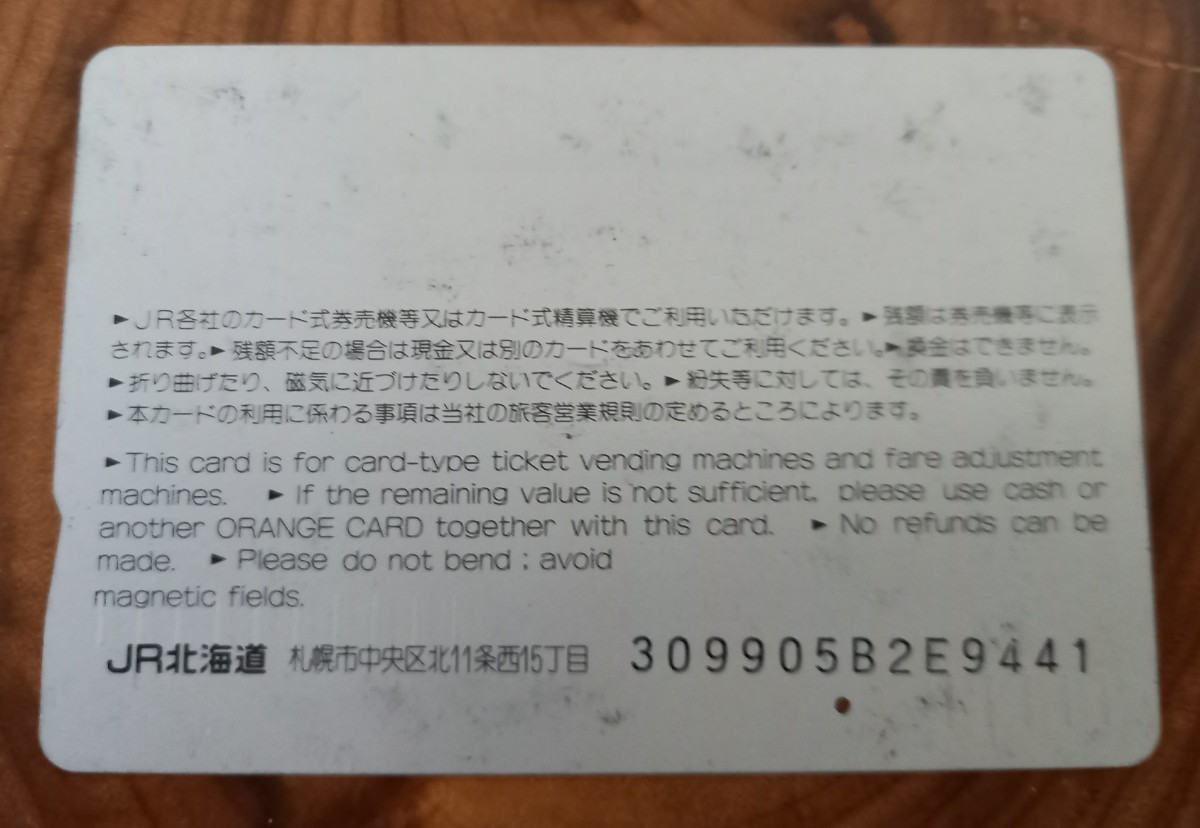 ►JR各社のカード式券売機等又はカード式精算機でご利用いただけます。►残額は券売機等に表示
されます。►残額不足の場合は現金又は別のカードをあわせてご利用ください。►換金はできません。
►折り曲げたり、磁気に近づけたりしないでください。►紛失等に対しては、その責を負いません。
►本カードの利用に係わる事項は当社の旅客営業規則の定めるところによります。
►This card is for card-type ticket vending machines and fare adjustment
machines. ►If the remaining value is not sufficient, please use cash or
another ORANGE CARD together with this card. ►No refunds can be
made. ►Please do not bend ; avoid
magnetic fields.
JR北海道 札幌市中央区北11条西15丁目 309905B2E9441